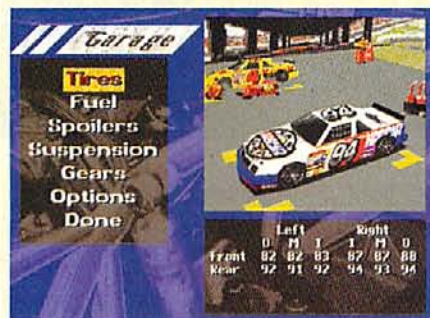 Garage
Tires
Fuel
Spoilers
Suspension
Gears
Options
Done
94
Left Right
O M I I M O
Front 82 82 83 87 87 88
Rear 92 91 92 94 93 94